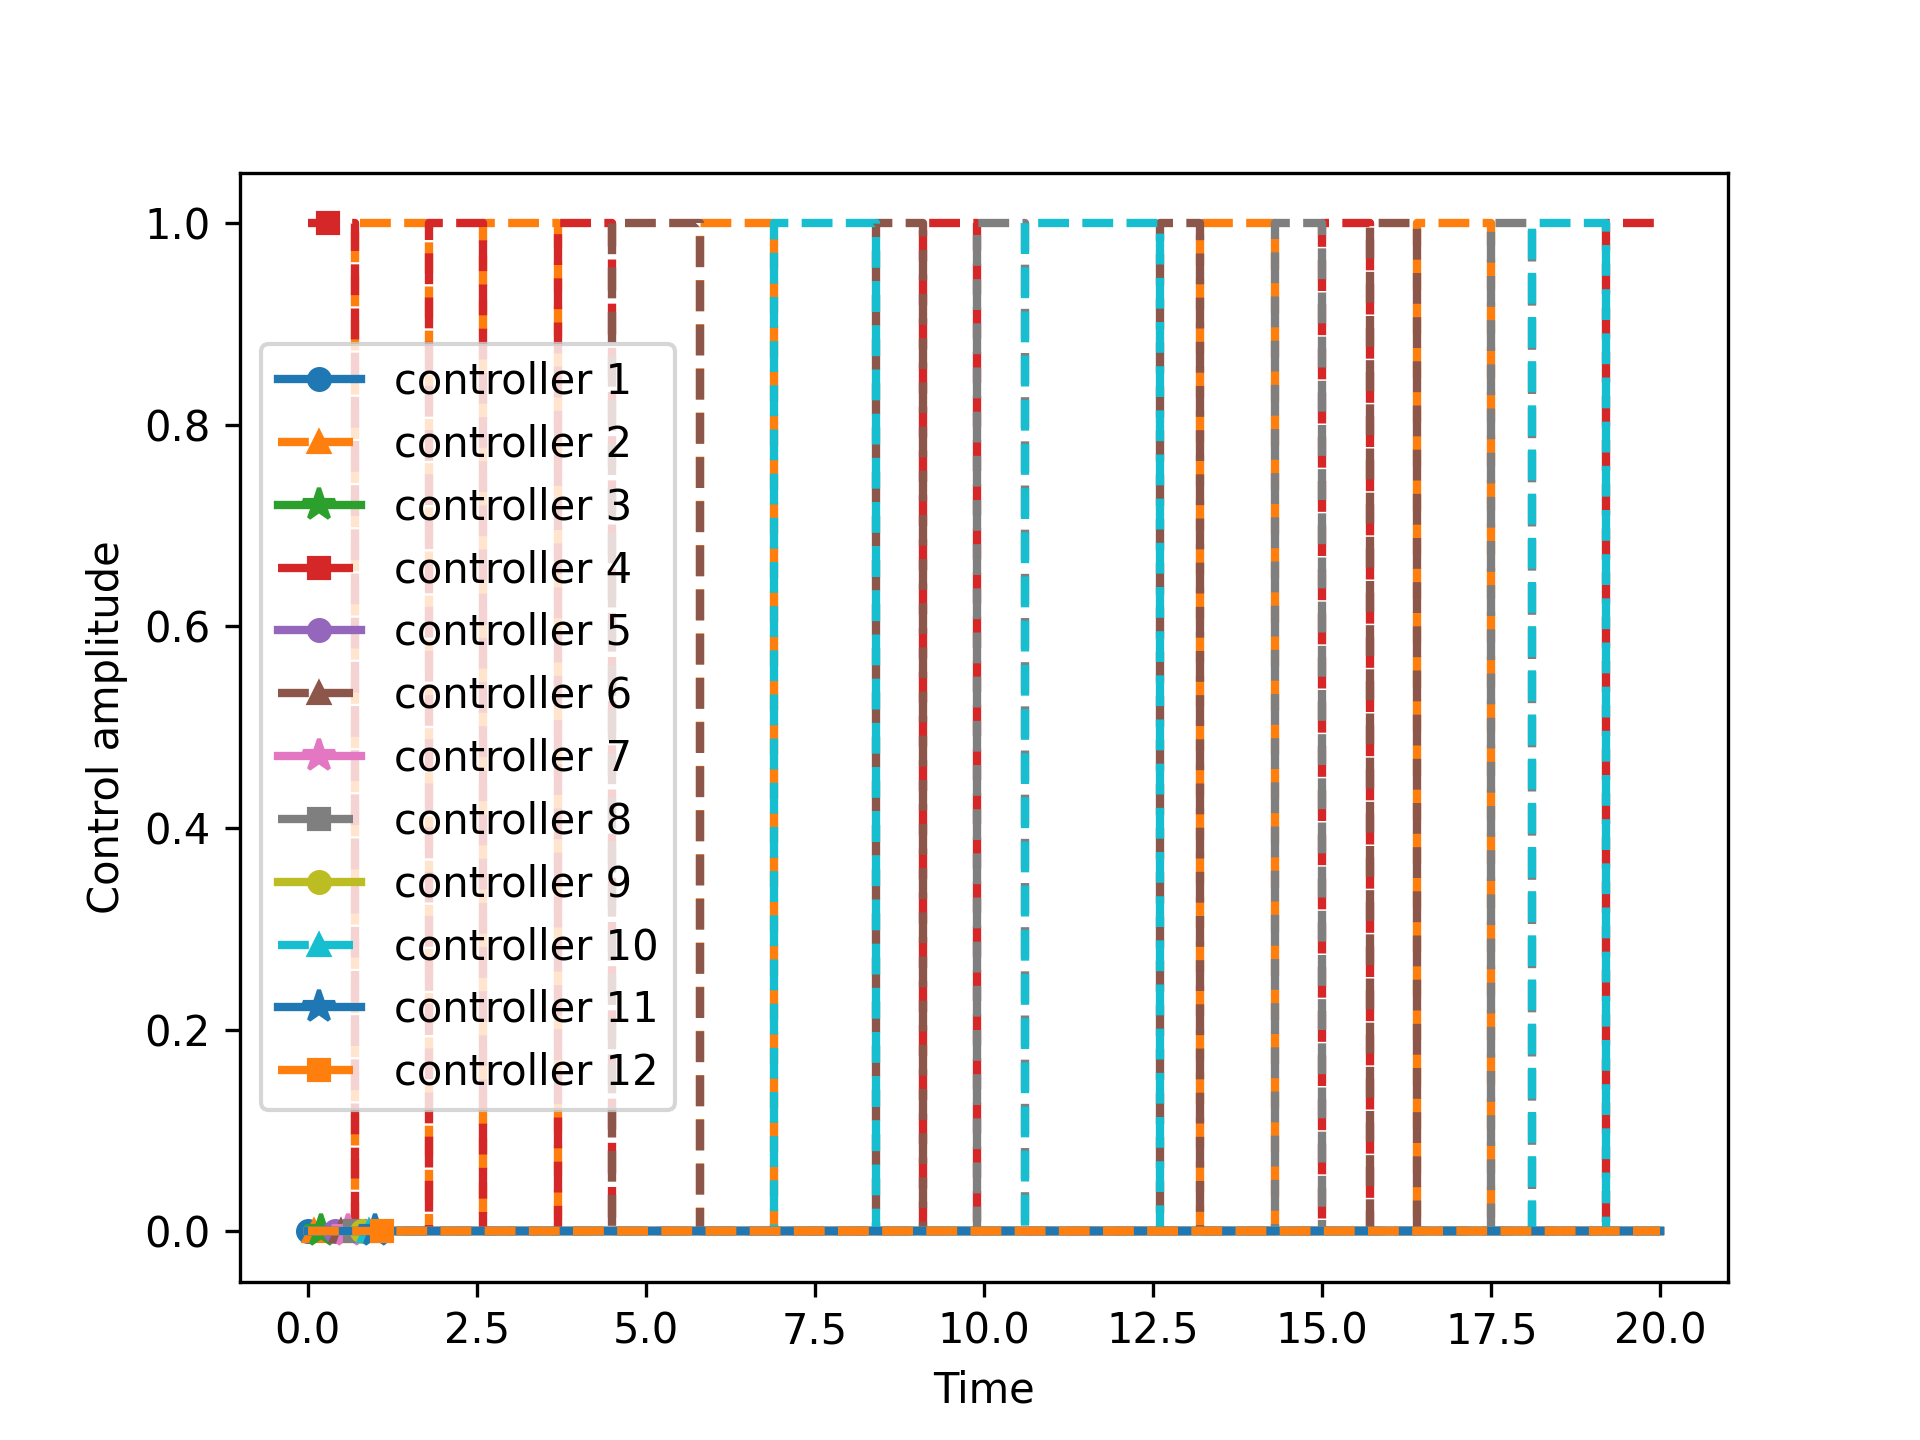 1.0
0.8
0.6
0.4
0.2
0.0
Control amplitude
controller 1
controller 2
controller 3
controller 4
controller 5
controller 6
controller 7
controller 8
controller 9
controller 10
controller 11
controller 12
0.0 2.5 5.0 7.5 10.0 12.5 15.0 17.5 20.0
Time